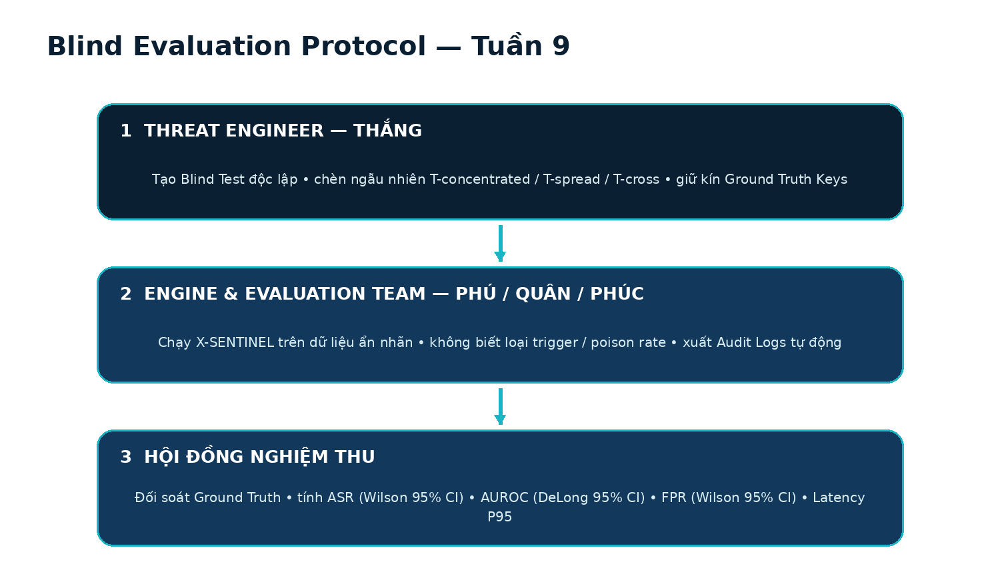 Blind Evaluation Protocol — Tuần 9
1 THREAT ENGINEER — THẮNG
Tạo Blind Test độc lập • chèn ngẫu nhiên T-concentrated / T-spread / T-cross • giữ kín Ground Truth Keys
2 ENGINE & EVALUATION TEAM — PHÚ / QUÂN / PHÚC
Chạy X-SENTINEL trên dữ liệu ẩn nhãn • không biết loại trigger / poison rate • xuất Audit Logs tự động
3 HỘI ĐỒNG NGHIỆM THU
Đối soát Ground Truth • tính ASR (Wilson 95% CI) • AUROC (DeLong 95% CI) • FPR (Wilson 95% CI) • Latency
P95